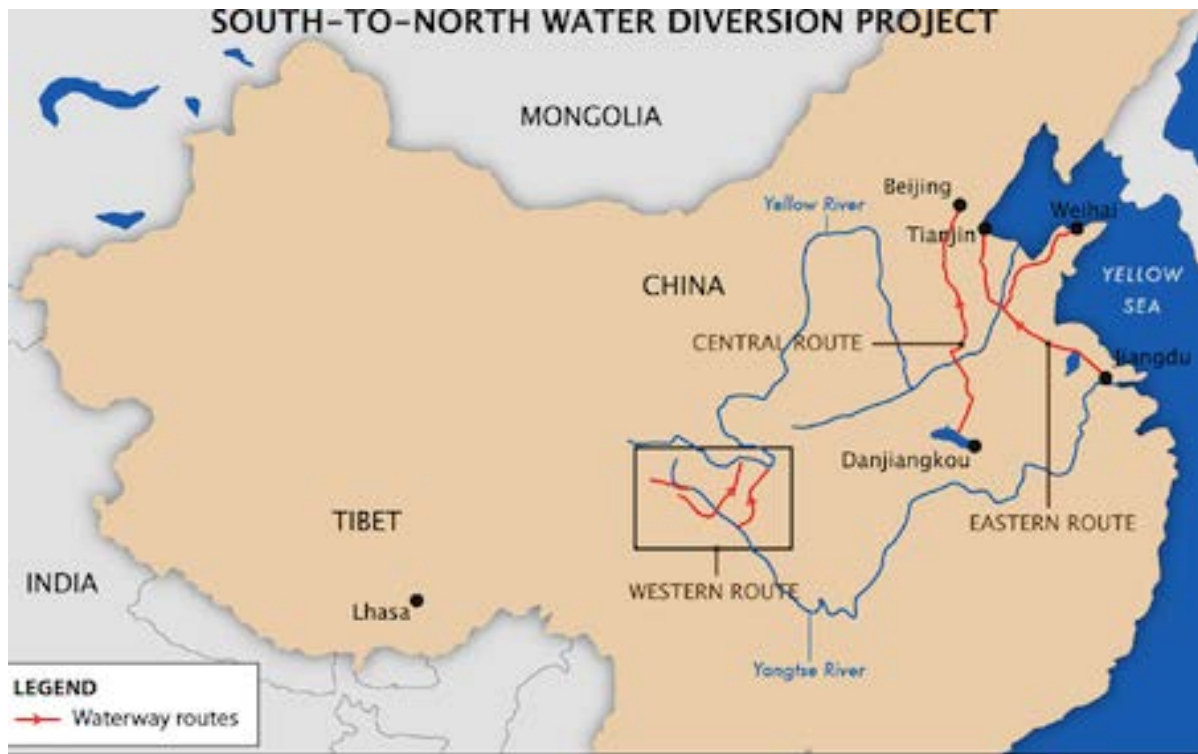 SOUTH-TO-NORTH WATER DIVERSION PROJECT
MONGOLIA
Beijing
Yellow River
Weihai
Tianjin
YELLOW
SEA
CHINA
CENTRAL ROUTE
Jiangdu
Danjiangkou
TIBET
EASTERN ROUTE
INDIA
WESTERN ROUTE
Lhasa
Yangtse River
LEGEND
Waterway routes